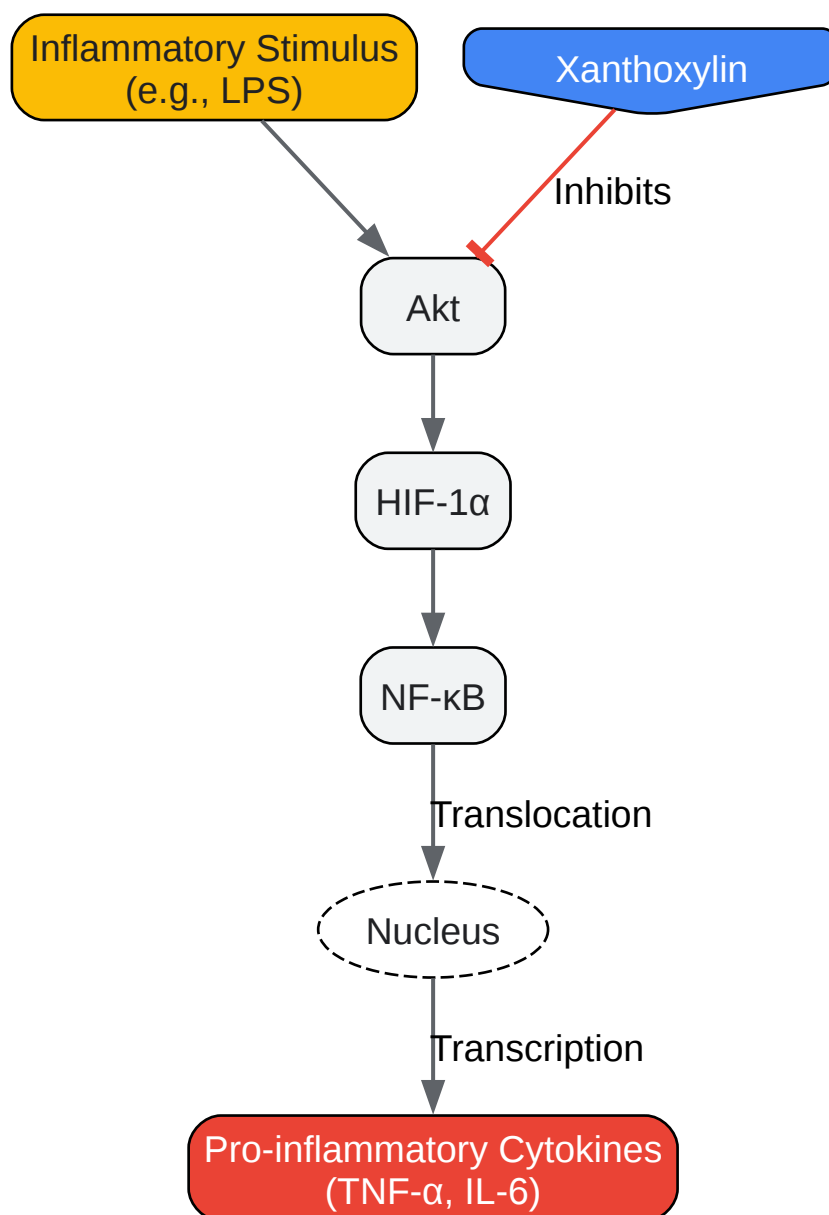 Inflammatory Stimulus
(e.g., LPS)
Xanthoxylin
Inhibits
Akt
HIF-1α
NF-κB
Translocation
Nucleus
Transcription
Pro-inflammatory Cytokines
(TNF-α, IL-6)